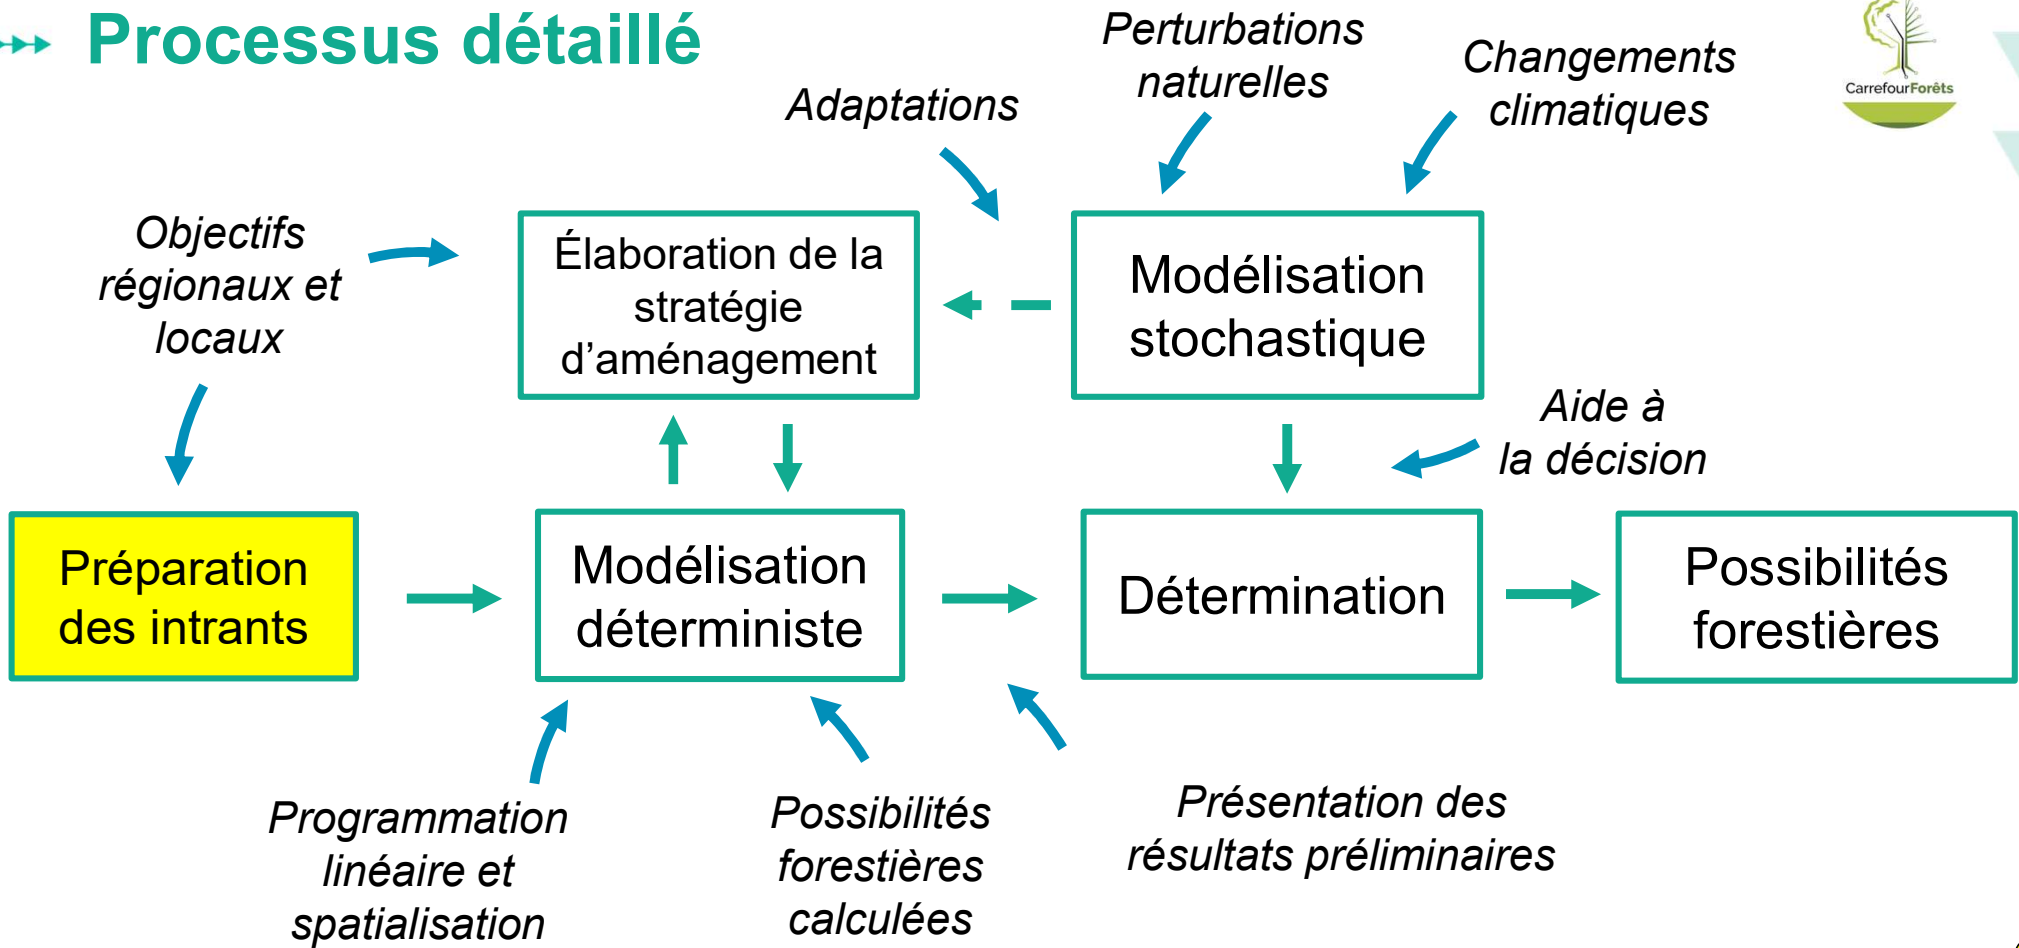 Processus détaillé
Perturbations
naturelles
Changements
climatiques
CarrefourForêts
Adaptations
Objectifs
régionaux et
locaux
Élaboration de la
stratégie
d'aménagement
Modélisation
stochastique
Aide à
la décision
Préparation
des intrants
Modélisation
déterministe
Détermination
Possibilités
forestières
Programmation
linéaire et
spatialisation
Possibilités
forestières
calculées
Présentation des
résultats préliminaires